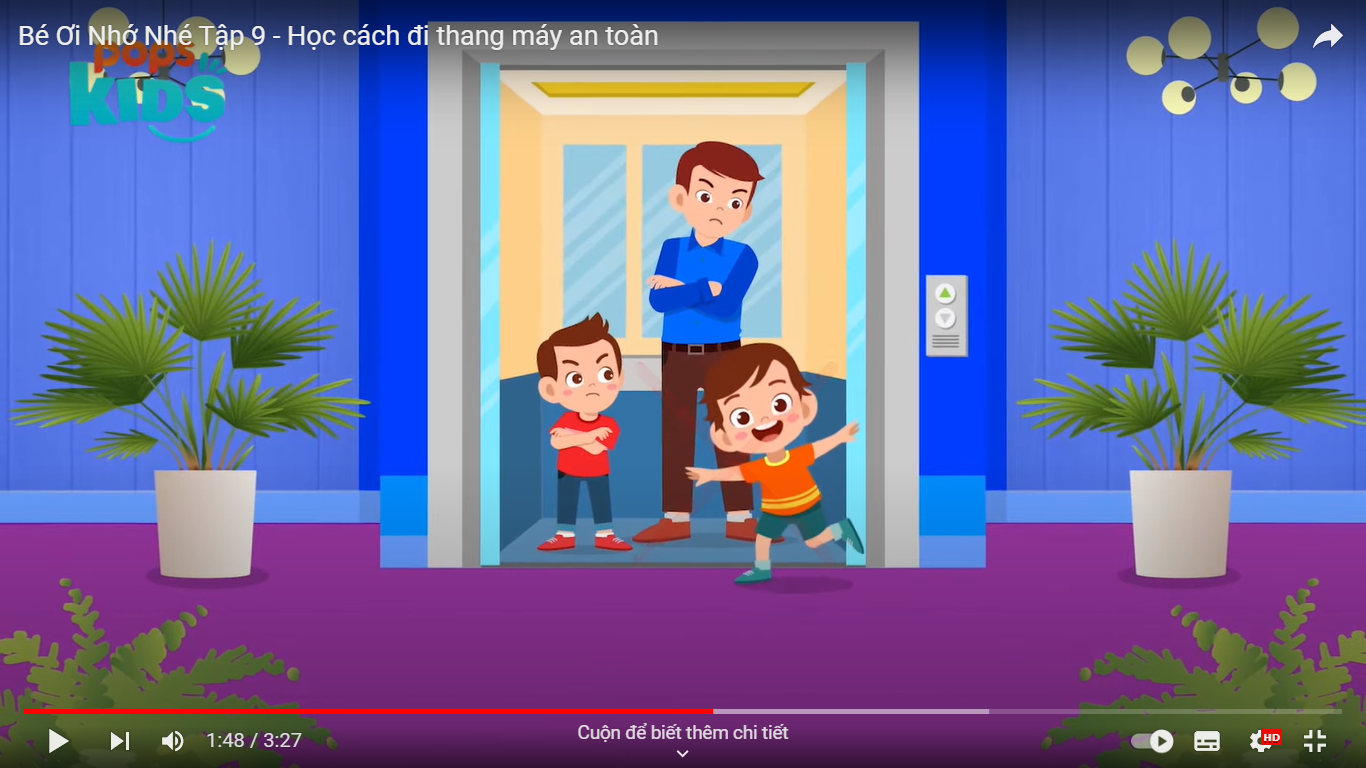 Bé Ơi Nhớ Nhé Tập 9 - Học cách đi thang máy an toàn
pops
KIDS
Cuộn để biết thêm chi tiết
1:48 / 3:27
HD